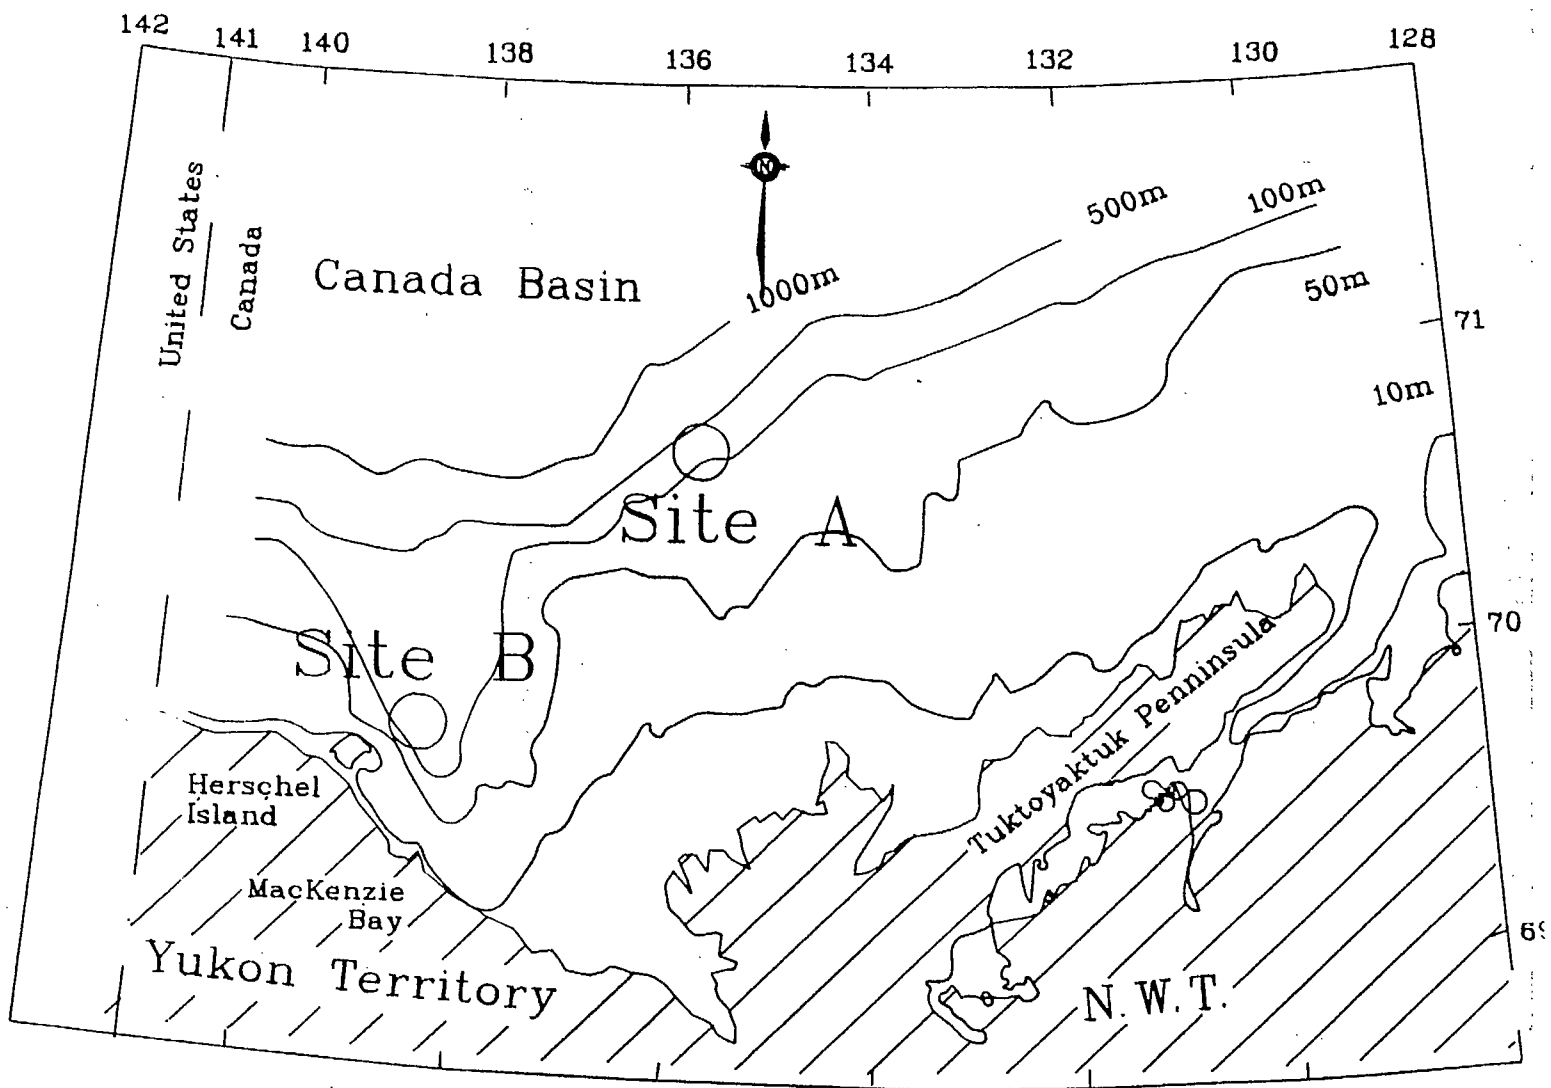 142 141 140 138 136 134 132 130 128
N
United States
Canada
Canada Basin
1000m
500m
100m
50m
71
10m
Site A
70
Site B
Tuktoyaktuk Penninsula
Herschel
Island
MacKenzie
Bay
Yukon Territory
N.W.T.
69